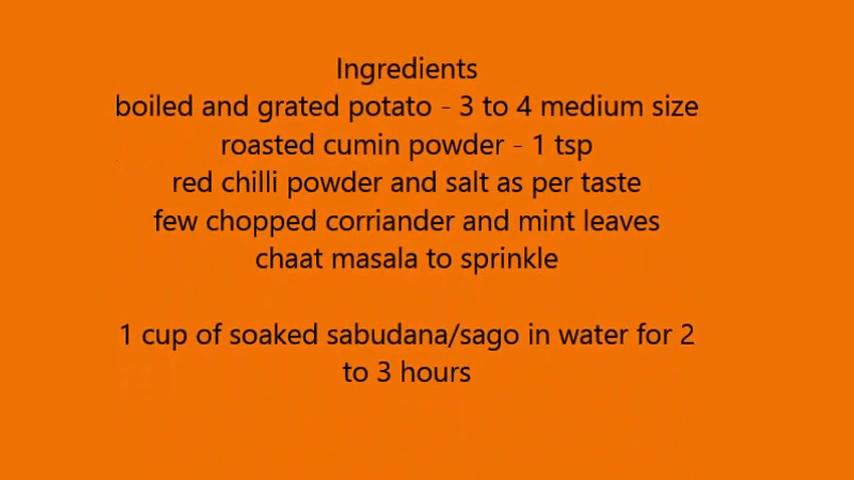 Ingredients
boiled and grated potato - 3 to 4 medium size
roasted cumin powder - 1 tsp
red chilli powder and salt as per taste
few chopped corriander and mint leaves
chaat masala to sprinkle
1 cup of soaked sabudana/sago in water for 2
to 3 hours